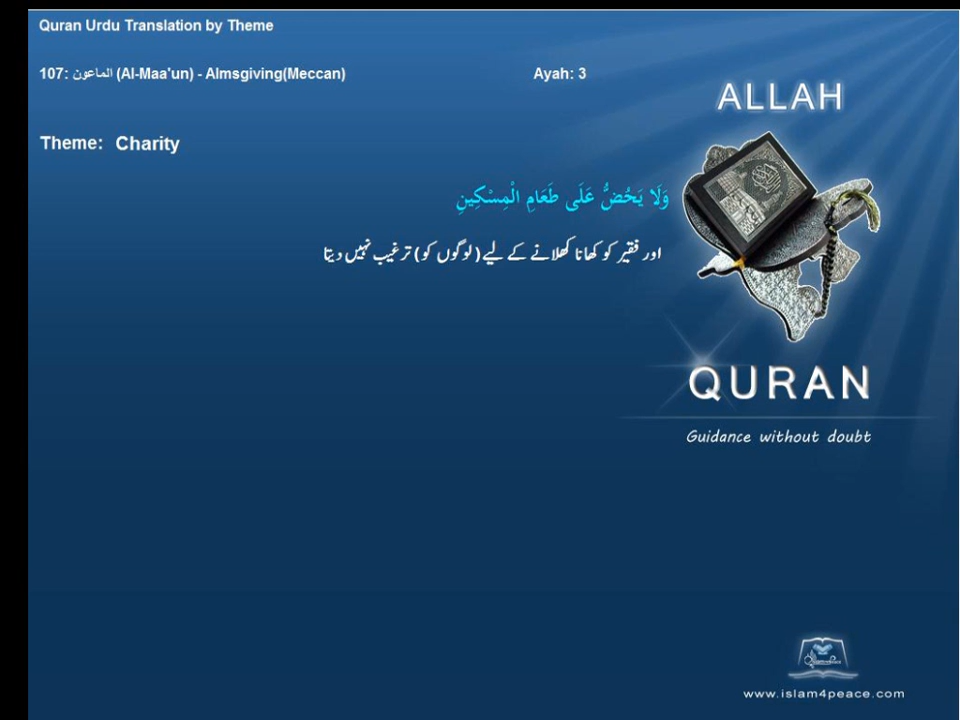 Quran Urdu Translation by Theme
107: الماعون (Al-Maa'un) - Almsgiving(Meccan) Ayah: 3
ALLAH
Theme: Charity
وَلَا يَحُضُّ عَلَى طَعَامِ الْمِسْكِينِ
اور فقیر کو کھانا کھلانے کے لیے (لوگوں کو) ترغیب نہیں دیتا
QURAN
Guidance without doubt
www.islam4peace.com